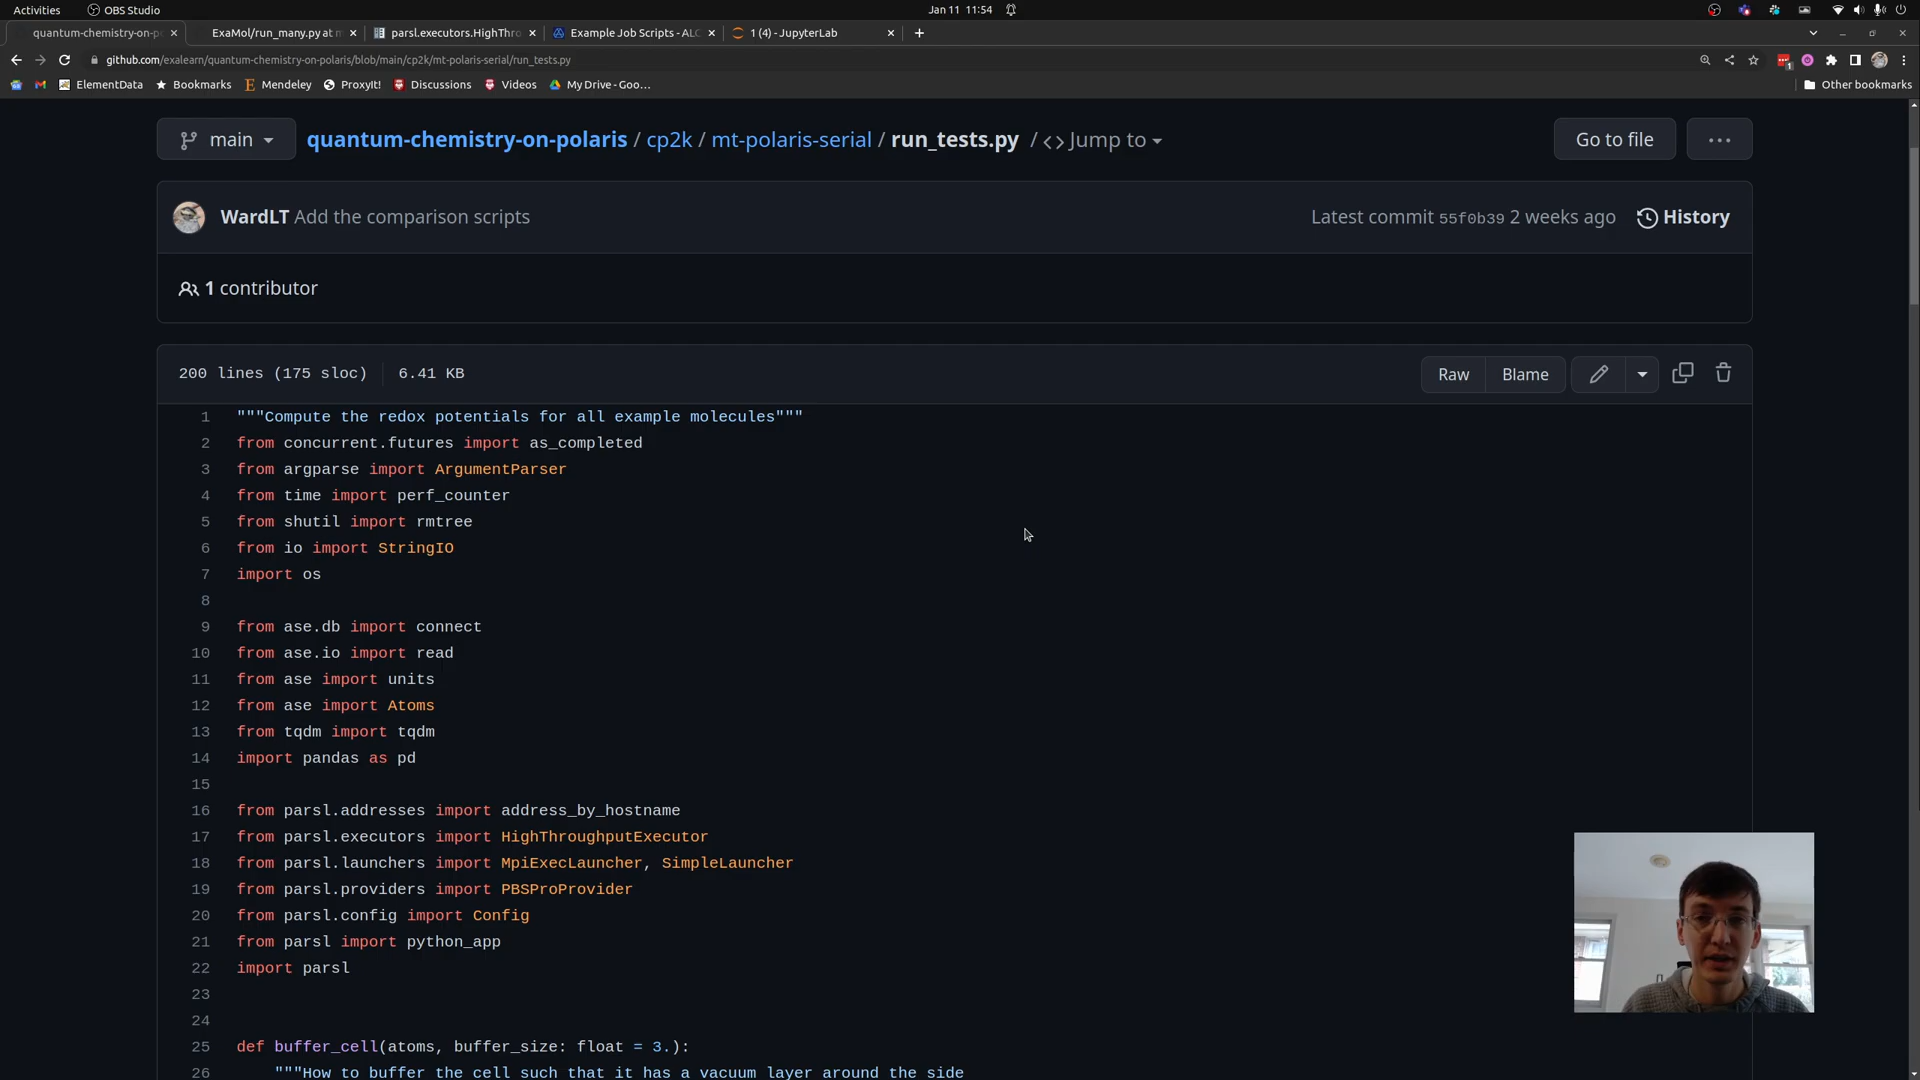 Activities
OBS Studio
Jan 11 11:54
quantum-chemistry-on-p
ExaMol/run_many.py at m
parsl.executors.HighThro
Example Job Scripts - ALC
1 (4) - JupyterLab
github.com/exalearn/quantum-chemistry-on-polaris/blob/main/cp2k/mt-polaris-serial/run_tests.py
ElementData
Bookmarks
Mendeley
ProxyIt!
Discussions
Videos
My Drive - Goo...
Other bookmarks
main
quantum-chemistry-on-polaris / cp2k / mt-polaris-serial / run_tests.py / <> Jump to
Go to file
...
WardLT Add the comparison scripts
Latest commit 55f0b39 2 weeks ago
History
1 contributor
200 lines (175 sloc) 6.41 KB
Raw
Blame
1 """Compute the redox potentials for all example molecules"""
2 from concurrent.futures import as_completed
3 from argparse import ArgumentParser
4 from time import perf_counter
5 from shutil import rmtree
6 from io import StringIO
7 import os
8
9 from ase.db import connect
10 from ase.io import read
11 from ase import units
12 from ase import Atoms
13 from tqdm import tqdm
14 import pandas as pd
15
16 from parsl.addresses import address_by_hostname
17 from parsl.executors import HighThroughputExecutor
18 from parsl.launchers import MpiExecLauncher, SimpleLauncher
19 from parsl.providers import PBSProProvider
20 from parsl.config import Config
21 from parsl import python_app
22 import parsl
23
24
25 def buffer_cell(atoms, buffer_size: float = 3.):
26 """How to buffer the cell such that it has a vacuum layer around the side